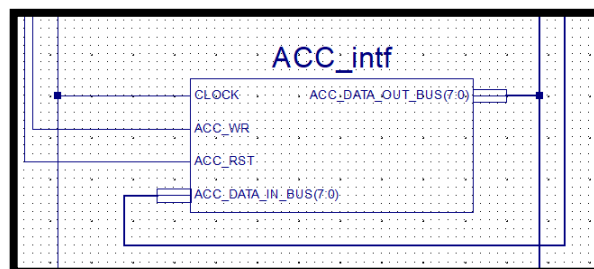 ACC_intf
CLOCK
ACC_DATA_OUT_BUS(7:0)
ACC_WR
ACC_RST
ACC_DATA_IN_BUS(7:0)